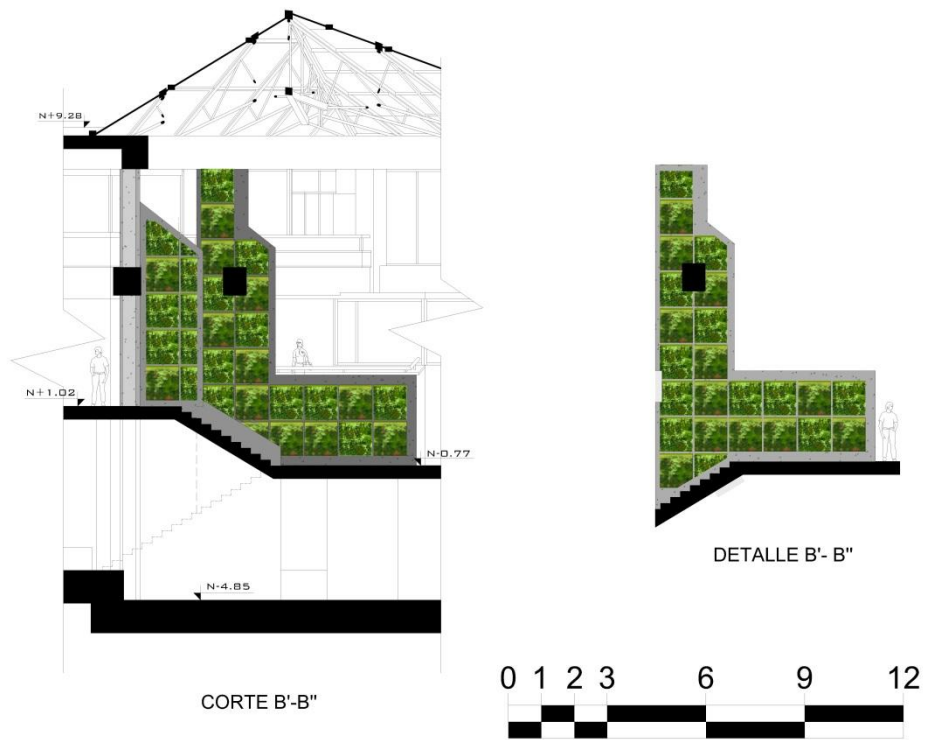 N+9.28
N+1.02
N-0.77
N-4.85
CORTE B'-B"
DETALLE B'- B"
0 1 2 3 6 9 12